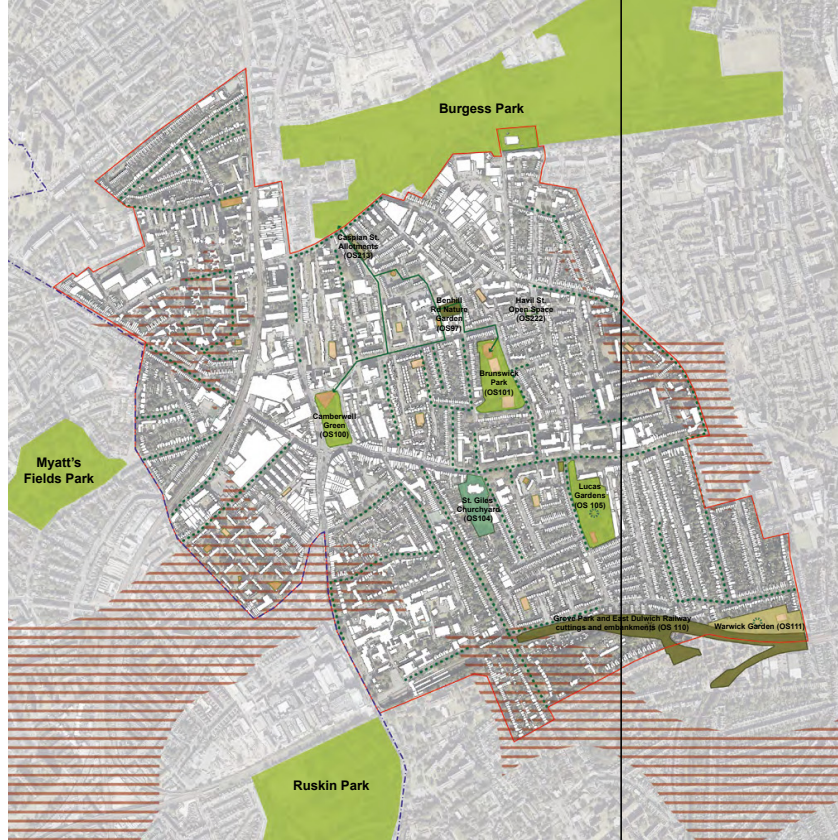 Burgess Park
Caspian St.
Allotments
(OS213)
Benhill
Rd Nature
Garden
(OS97)
Havil St.
Open Space
(OS222)
Brunswick
Park
(OS101)
Camberwell
Green
(OS100)
Myatt's
Fields Park
St. Giles
Churchyard
(OS104)
Lucas
Gardens
(OS 105)
Grove Park and East Dulwich Railway
cuttings and embankments (OS 110)
Warwick Garden (OS111)
Ruskin Park